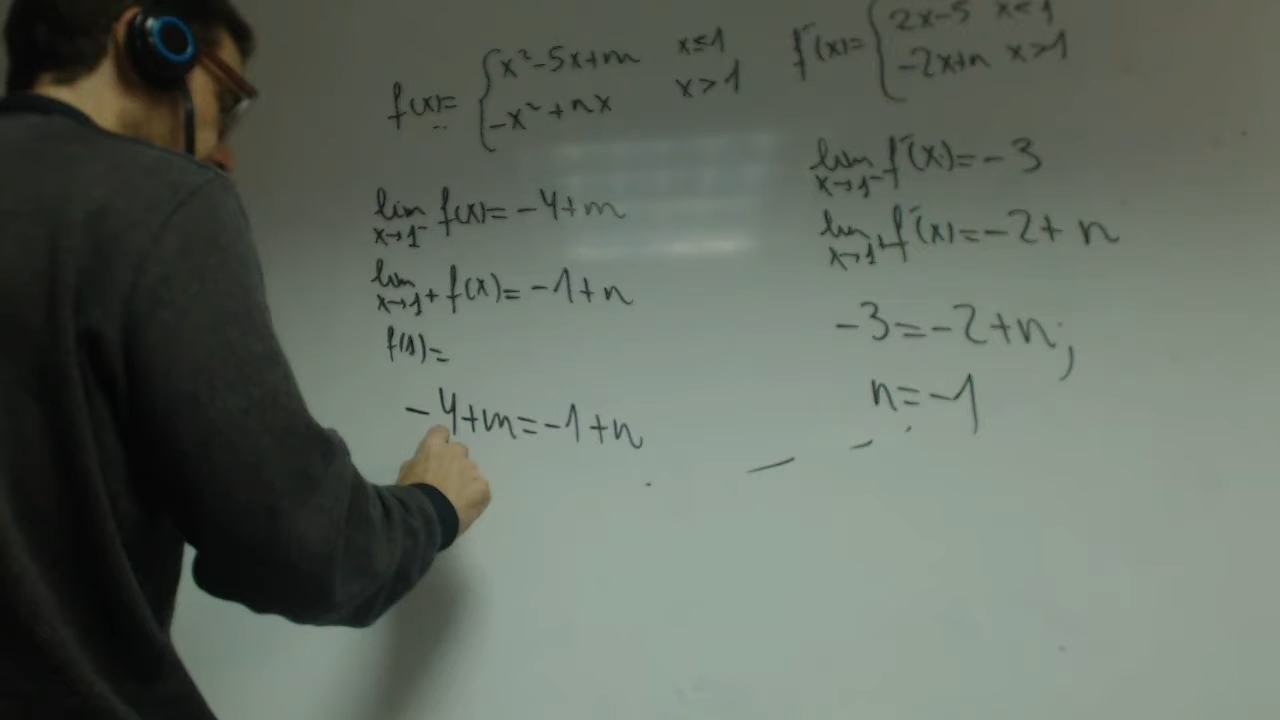 f(x)= { x²-5x+m x≤1
-x²+nx x>1
f'(x)= { 2x-5 x<1
-2x+n x>1
lim x→1⁻ f(x)=-4+m
lim x→1⁺ f(x)=-1+n
f(1)=
-4+m=-1+n
lim x→1⁻ f'(x)=-3
lim x→1⁺ f'(x)=-2+n
-3=-2+n;
n=-1